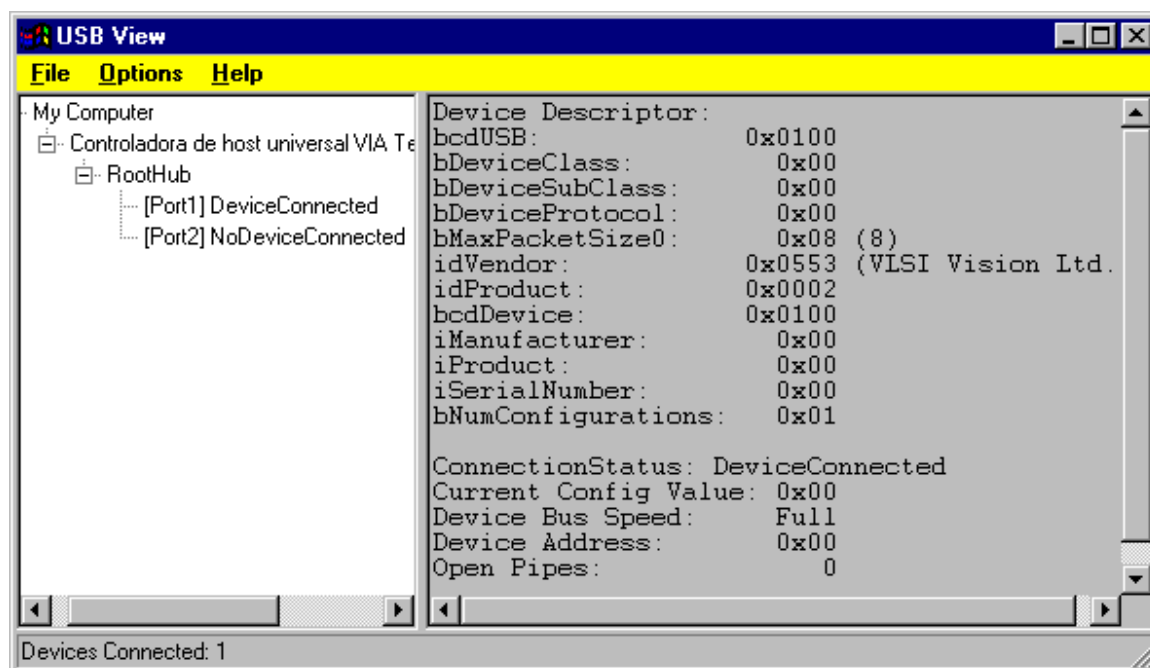 USB View
File Options Help
My Computer
Controladora de host universal VIA Te
RootHub
[Port1] DeviceConnected
[Port2] NoDeviceConnected
Device Descriptor:
bcdUSB: 0x0100
bDeviceClass: 0x00
bDeviceSubClass: 0x00
bDeviceProtocol: 0x00
bMaxPacketSize0: 0x08 (8)
idVendor: 0x0553 (VLSI Vision Ltd.
idProduct: 0x0002
bcdDevice: 0x0100
iManufacturer: 0x00
iProduct: 0x00
iSerialNumber: 0x00
bNumConfigurations: 0x01
ConnectionStatus: DeviceConnected
Current Config Value: 0x00
Device Bus Speed: Full
Device Address: 0x00
Open Pipes: 0
Devices Connected: 1